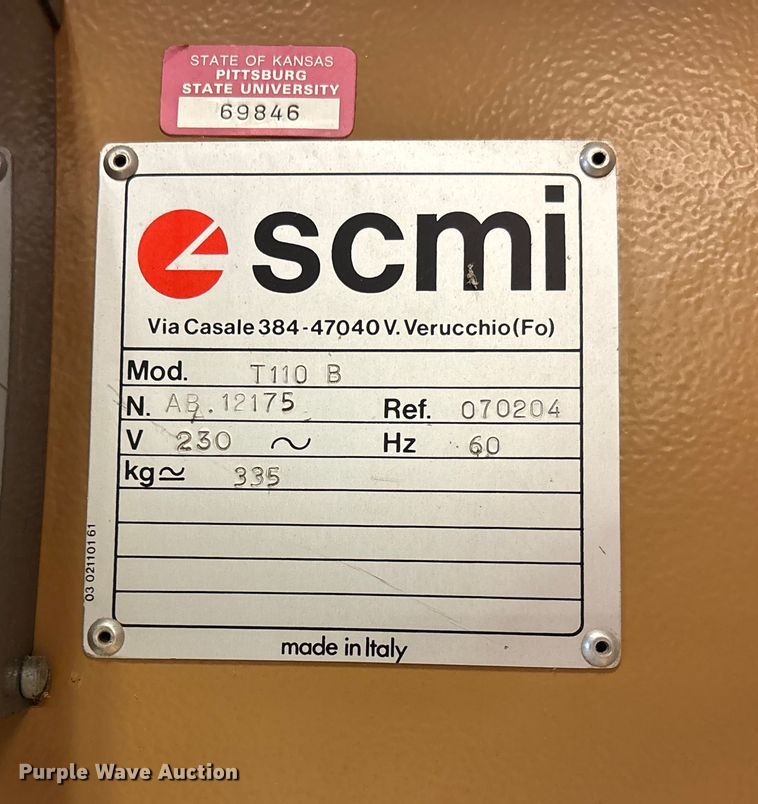 STATE OF KANSAS
PITTSBURG
STATE UNIVERSITY
69846
scmi
Via Casale 384-47040 V. Verucchio (Fo)
Mod. T110 B
N. AB.12175 Ref. 070204
V 230 ~ Hz 60
kg≃ 335
03 02110161
made in Italy
Purple Wave Auction